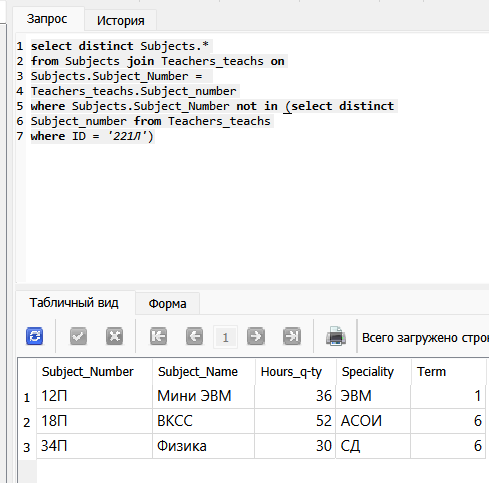 Запрос История
1 select distinct Subjects.*
2 from Subjects join Teachers_teachs on
3 Subjects.Subject_Number =
4 Teachers_teachs.Subject_number
5 where Subjects.Subject_Number not in (select distinct
6 Subject_number from Teachers_teachs
7 where ID = '221Л')
Табличный вид Форма
1 Всего загружено
Subject_Number Subject_Name Hours_q-ty Speciality Term
1 12П Мини ЭВМ 36 ЭВМ 1
2 18П ВКСС 52 АСОИ 6
3 34П Физика 30 СД 6